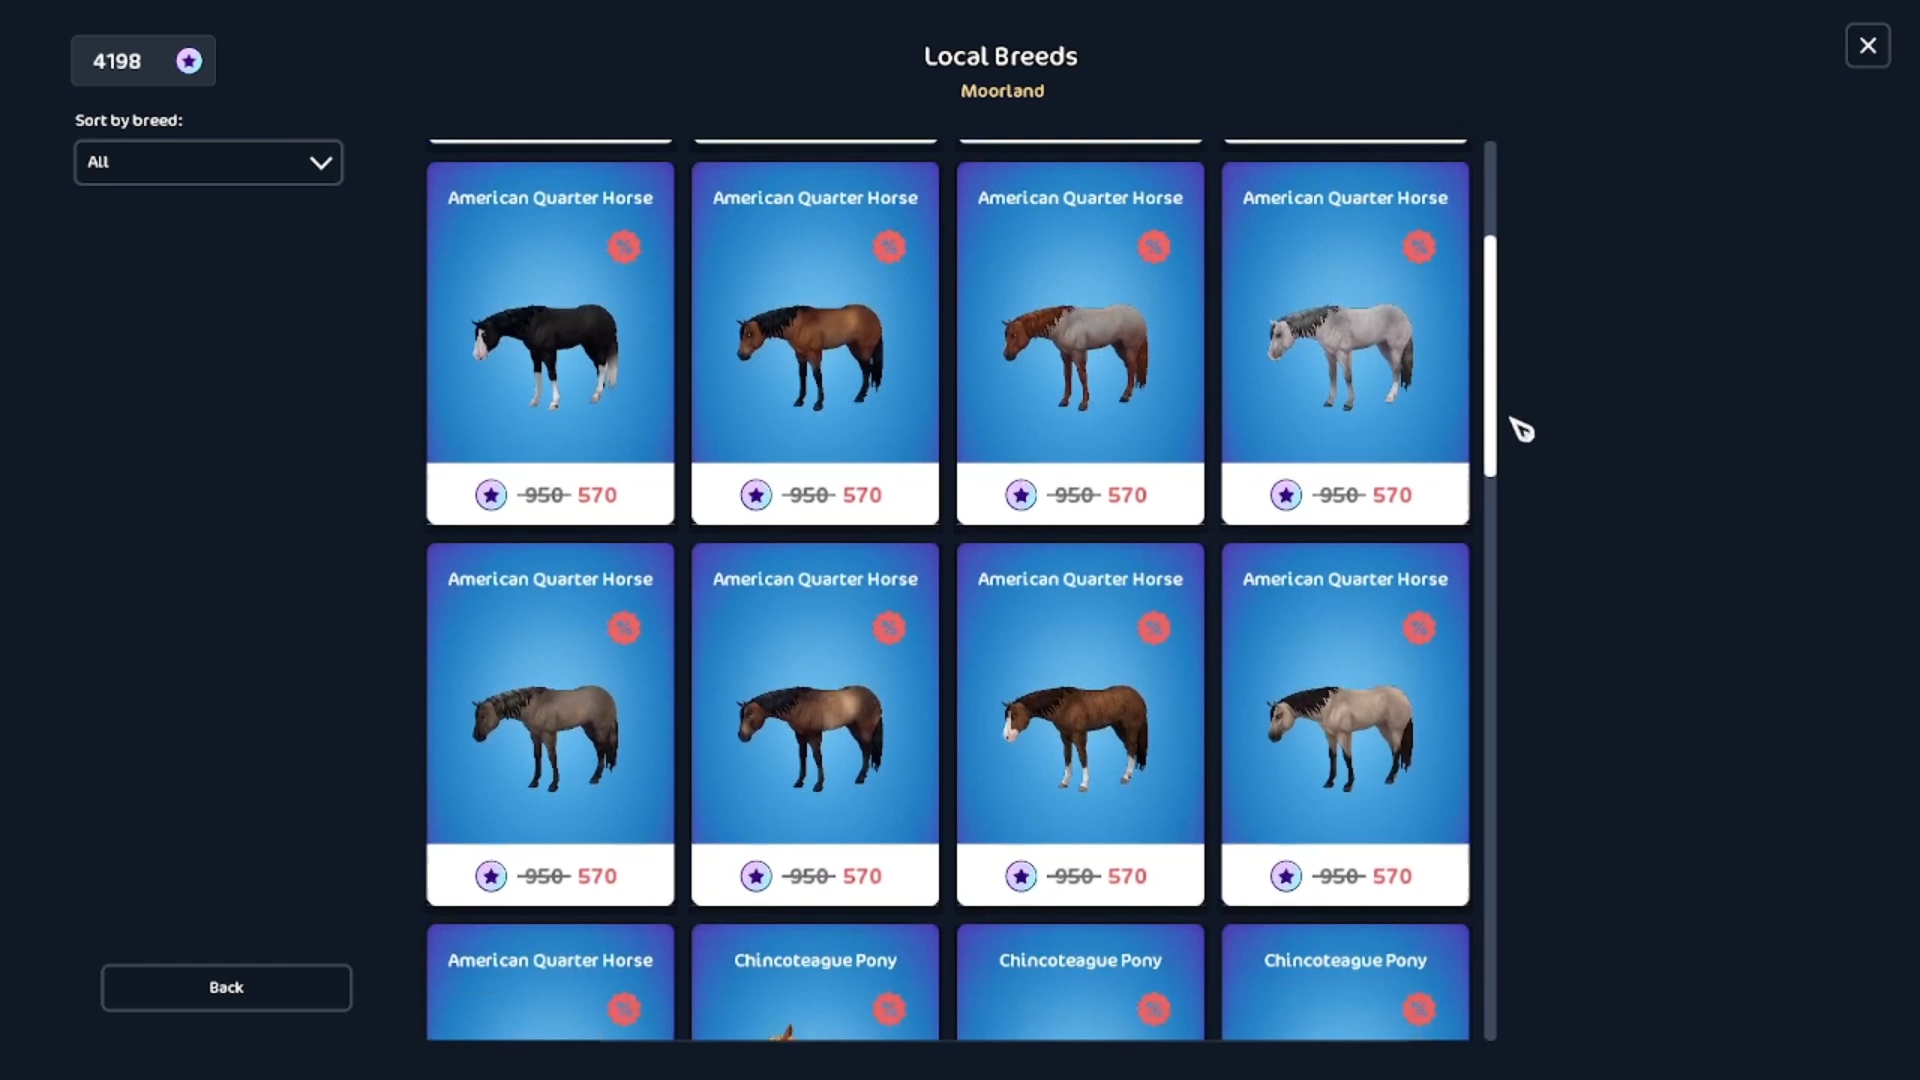 4198
Local Breeds
Moorland
Sort by breed:
All
American Quarter Horse
American Quarter Horse
American Quarter Horse
American Quarter Horse
%
%
%
%
950 570
950 570
950 570
950 570
American Quarter Horse
American Quarter Horse
American Quarter Horse
American Quarter Horse
%
%
%
%
950 570
950 570
950 570
950 570
American Quarter Horse
Chincoteague Pony
Chincoteague Pony
Chincoteague Pony
%
%
%
%
Back